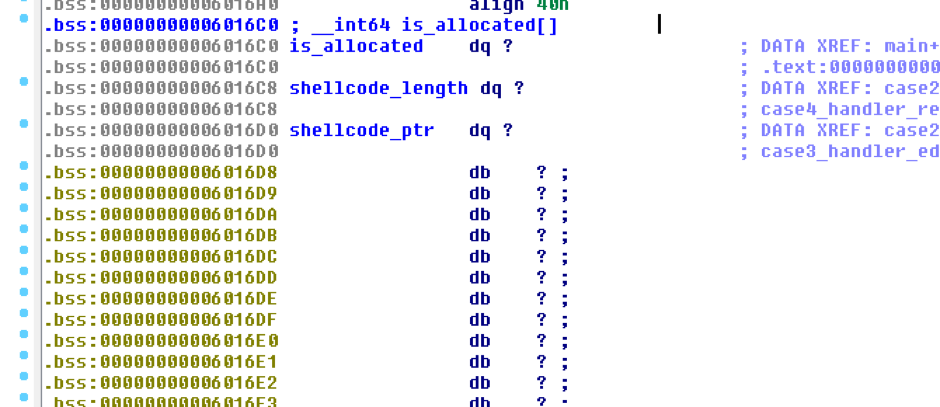 .bss:00000000006016A0 align 40h
.bss:00000000006016C0 ; __int64 is_allocated[]
.bss:00000000006016C0 is_allocated dq ? ; DATA XREF: main+
.bss:00000000006016C0 ; .text:0000000000
.bss:00000000006016C8 shellcode_length dq ? ; DATA XREF: case2
.bss:00000000006016C8 ; case4_handler_re
.bss:00000000006016D0 shellcode_ptr dq ? ; DATA XREF: case2
.bss:00000000006016D0 ; case3_handler_ed
.bss:00000000006016D8 db ? ;
.bss:00000000006016D9 db ? ;
.bss:00000000006016DA db ? ;
.bss:00000000006016DB db ? ;
.bss:00000000006016DC db ? ;
.bss:00000000006016DD db ? ;
.bss:00000000006016DE db ? ;
.bss:00000000006016DF db ? ;
.bss:00000000006016E0 db ? ;
.bss:00000000006016E1 db ? ;
.bss:00000000006016E2 db ? ;
.bss:00000000006016E3 db ? ;